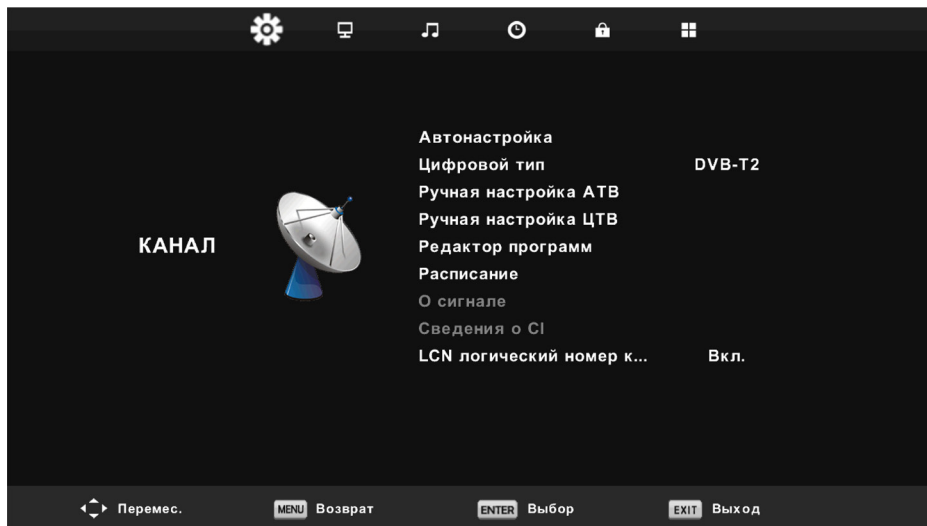 КАНАЛ
Автонастройка
Цифровой тип DVB-T2
Ручная настройка АТВ
Ручная настройка ЦТВ
Редактор программ
Расписание
О сигнале
Сведения о CI
LCN логический номер к... Вкл.
Перемес. MENU Возврат ENTER Выбор EXIT Выход